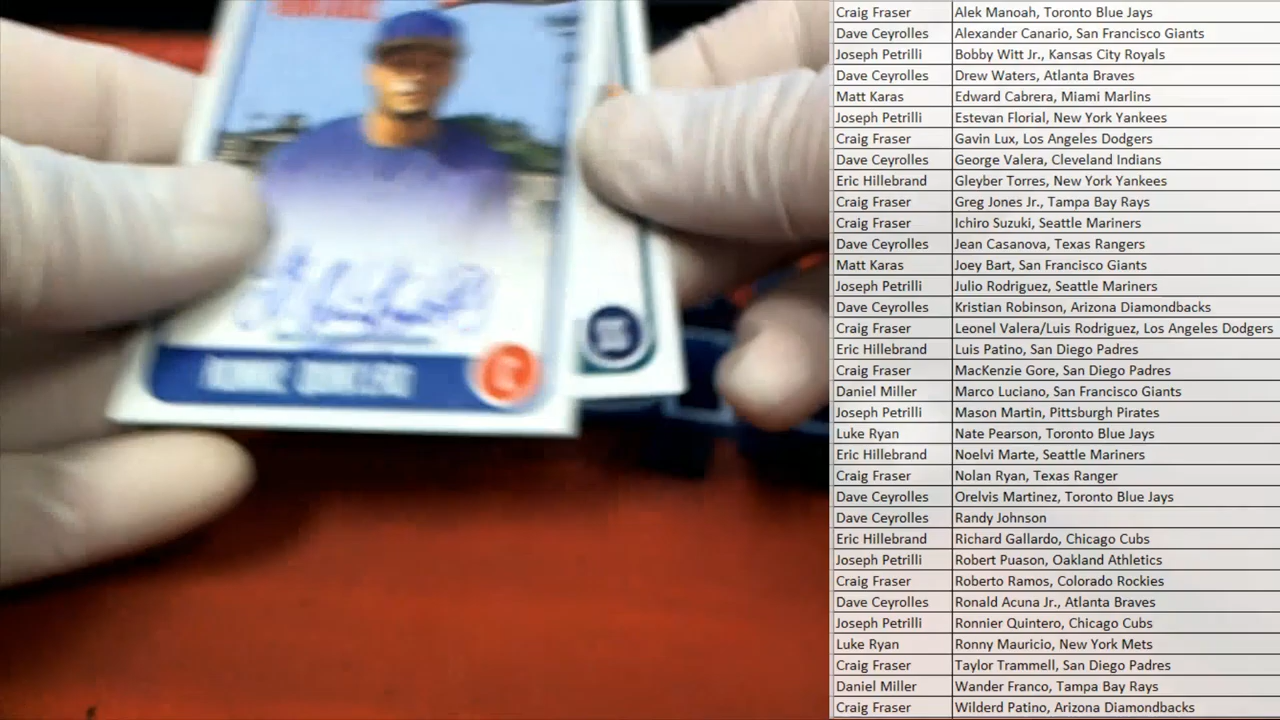 Craig Fraser Alek Manoah, Toronto Blue Jays
Dave Ceyrolles Alexander Canario, San Francisco Giants
Joseph Petrilli Bobby Witt Jr., Kansas City Royals
Dave Ceyrolles Drew Waters, Atlanta Braves
Matt Karas Edward Cabrera, Miami Marlins
Joseph Petrilli Estevan Florial, New York Yankees
Craig Fraser Gavin Lux, Los Angeles Dodgers
Dave Ceyrolles George Valera, Cleveland Indians
Eric Hillebrand Gleyber Torres, New York Yankees
Craig Fraser Greg Jones Jr., Tampa Bay Rays
Craig Fraser Ichiro Suzuki, Seattle Mariners
Dave Ceyrolles Jean Casanova, Texas Rangers
Matt Karas Joey Bart, San Francisco Giants
Joseph Petrilli Julio Rodriguez, Seattle Mariners
Dave Ceyrolles Kristian Robinson, Arizona Diamondbacks
Craig Fraser Leonel Valera/Luis Rodriguez, Los Angeles Dodgers
Eric Hillebrand Luis Patino, San Diego Padres
Craig Fraser MacKenzie Gore, San Diego Padres
Daniel Miller Marco Luciano, San Francisco Giants
Joseph Petrilli Mason Martin, Pittsburgh Pirates
Luke Ryan Nate Pearson, Toronto Blue Jays
Eric Hillebrand Noelvi Marte, Seattle Mariners
Craig Fraser Nolan Ryan, Texas Ranger
Dave Ceyrolles Orelvis Martinez, Toronto Blue Jays
Dave Ceyrolles Randy Johnson
Eric Hillebrand Richard Gallardo, Chicago Cubs
Joseph Petrilli Robert Puason, Oakland Athletics
Craig Fraser Roberto Ramos, Colorado Rockies
Dave Ceyrolles Ronald Acuna Jr., Atlanta Braves
Joseph Petrilli Ronnier Quintero, Chicago Cubs
Luke Ryan Ronny Mauricio, New York Mets
Craig Fraser Taylor Trammell, San Diego Padres
Daniel Miller Wander Franco, Tampa Bay Rays
Craig Fraser Wilderd Patino, Arizona Diamondbacks